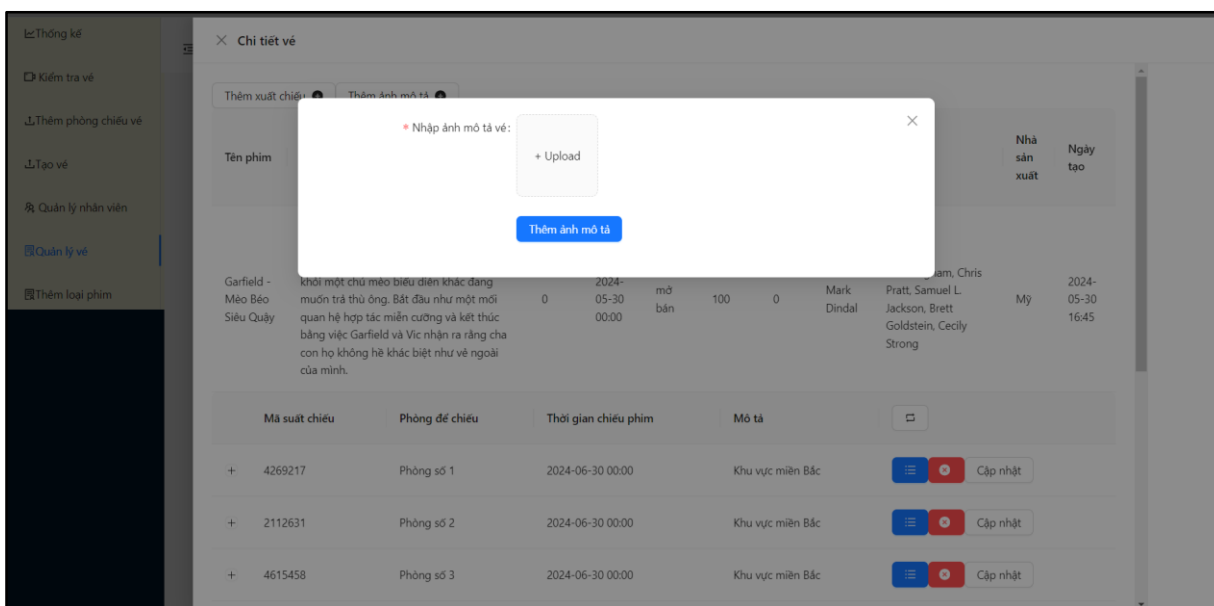 Thống kế
Chi tiết vé
Kiểm tra vé
Thêm xuất chiếu
Thêm ảnh mô tả
Thêm phòng chiếu vé
* Nhập ảnh mô tả vé:
+ Upload
Nhà
sản
xuất
Ngày
tạo
Tên phim
Tạo vé
Quản lý nhân viên
Thêm ảnh mô tả
Quản lý vé
Thêm loại phim
Garfield -
Mèo Béo
Siêu Quậy
khỏi một chú mèo biểu diễn khác đang
muốn trả thù ông. Bắt đầu như một mối
quan hệ hợp tác miễn cưỡng và kết thúc
bằng việc Garfield và Vic nhận ra rằng cha
con họ không hề khác biệt như vẻ ngoài
của mình.
0
2024-
05-30
00:00
mở
bán
100
0
Mark
Dindal
Chris
Pratt, Samuel L.
Jackson, Brett
Goldstein, Cecily
Strong
Mỹ
2024-
05-30
16:45
Mã suất chiếu Phòng để chiếu Thời gian chiếu phim Mô tả
+ 4269217 Phòng số 1 2024-06-30 00:00 Khu vực miền Bắc Cập nhật
+ 2112631 Phòng số 2 2024-06-30 00:00 Khu vực miền Bắc Cập nhật
+ 4615458 Phòng số 3 2024-06-30 00:00 Khu vực miền Bắc Cập nhật